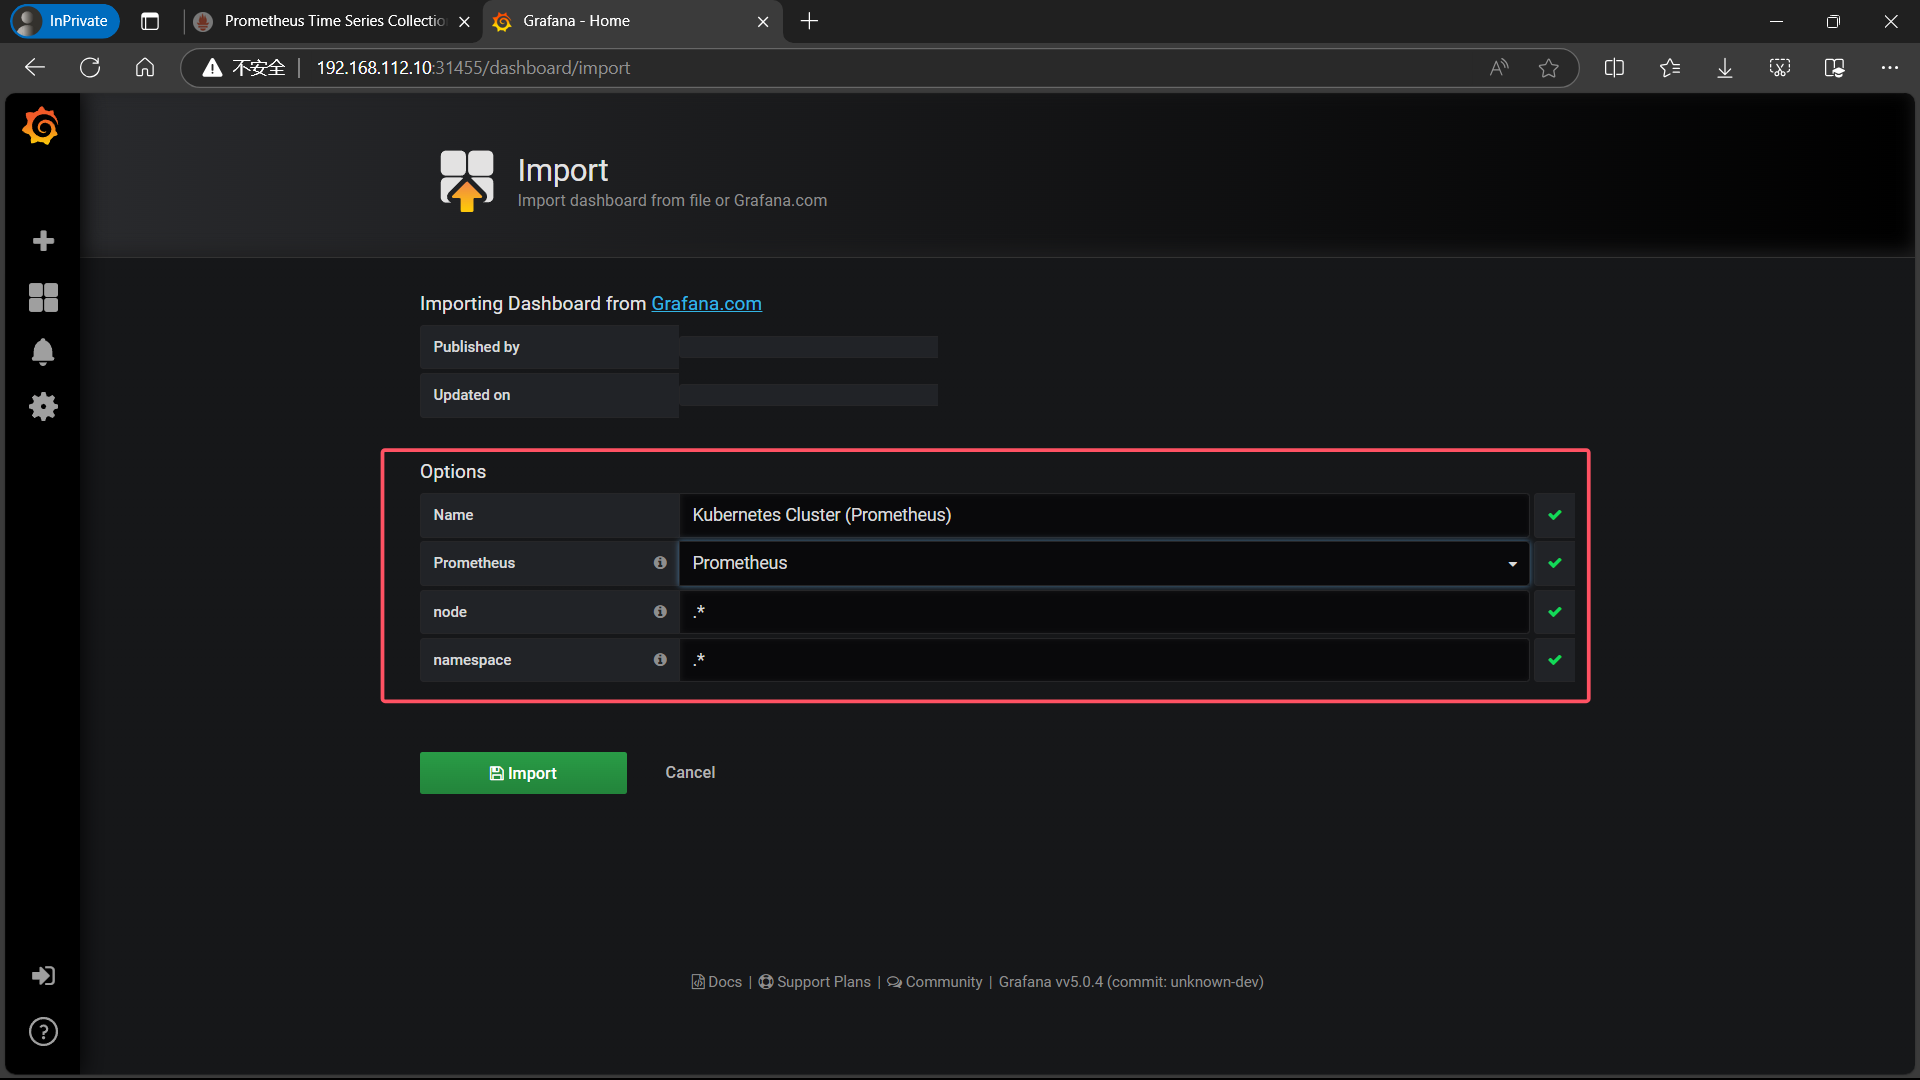 InPrivate
Prometheus Time Series Collectio
Grafana - Home
不安全
192.168.112.10:31455/dashboard/import
Import
Import dashboard from file or Grafana.com
Importing Dashboard from Grafana.com
Published by
Updated on
Options
Name Kubernetes Cluster (Prometheus)
Prometheus Prometheus
node .*
namespace .*
Import Cancel
Docs | Support Plans | Community | Grafana vv5.0.4 (commit: unknown-dev)